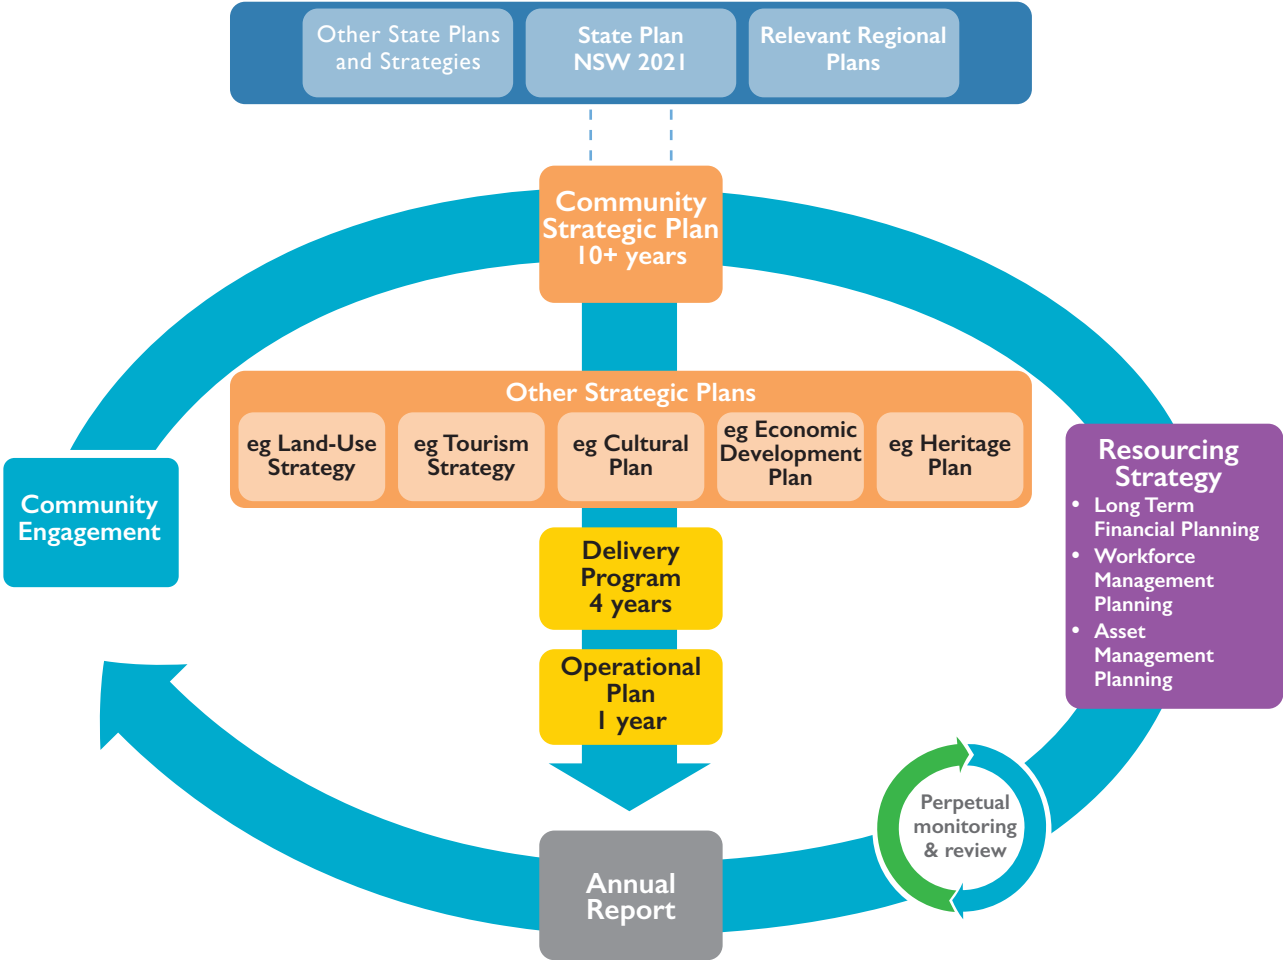 Other State Plans
and Strategies
State Plan
NSW 2021
Relevant Regional
Plans
Community
Strategic Plan
10+ years
Other Strategic Plans
eg Land-Use
Strategy
eg Tourism
Strategy
eg Cultural
Plan
eg Economic
Development
Plan
eg Heritage
Plan
Community
Engagement
Resourcing
Strategy
• Long Term
Financial Planning
• Workforce
Management
Planning
• Asset
Management
Planning
Delivery
Program
4 years
Operational
Plan
1 year
Perpetual
monitoring
& review
Annual
Report